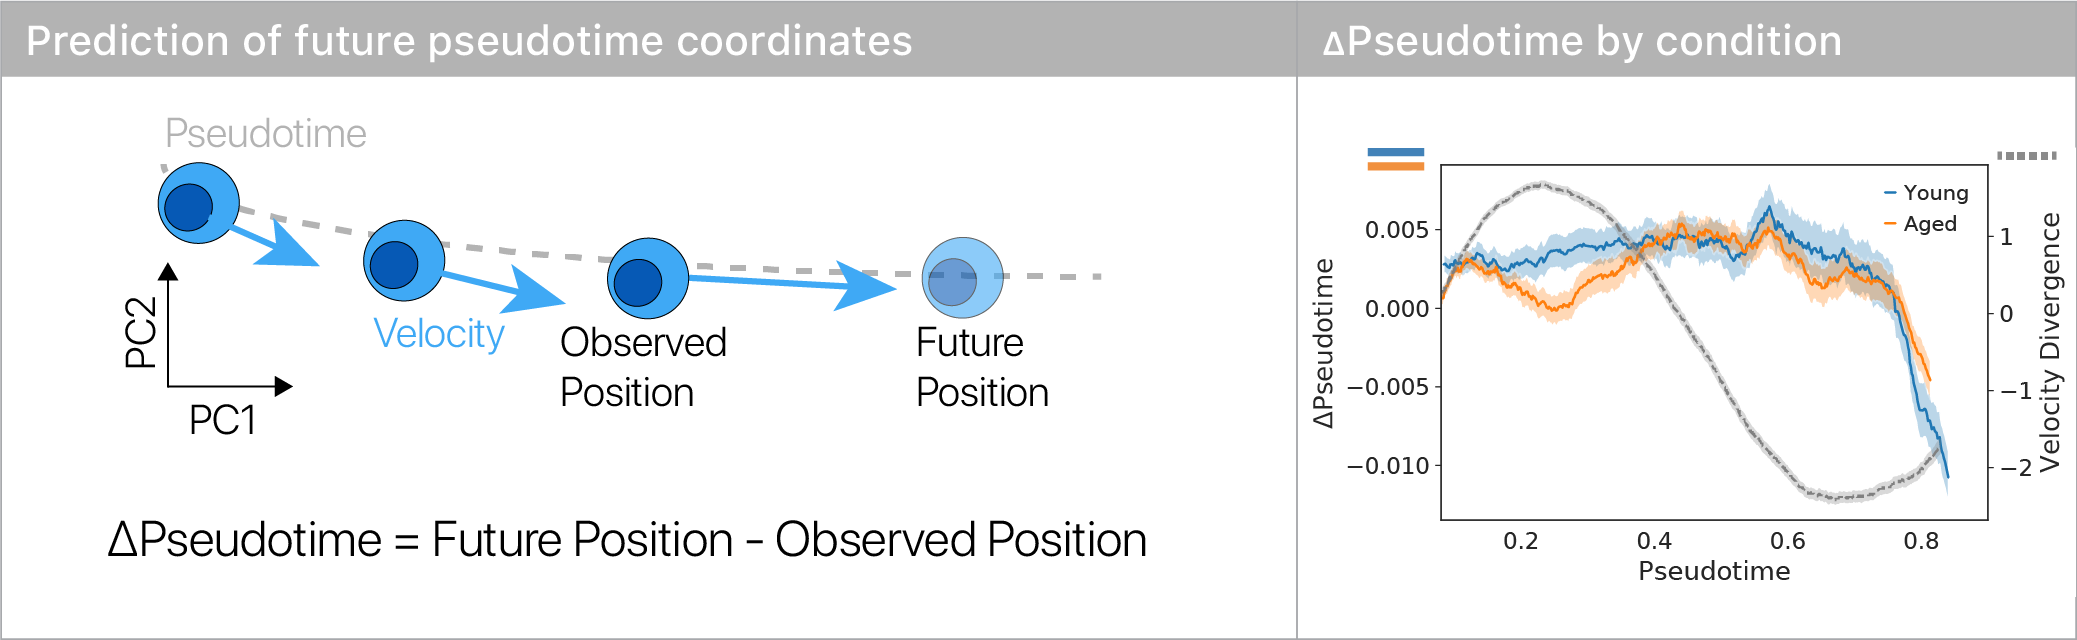 Prediction of future pseudotime coordinates
Pseudotime
Velocity
Observed
Position
Future
Position
PC2
PC1
ΔPseudotime = Future Position - Observed Position
ΔPseudotime by condition
Young
Aged
0.005
0.000
−0.005
−0.010
ΔPseudotime
1
0
−1
−2
Velocity Divergence
0.2 0.4 0.6 0.8
Pseudotime